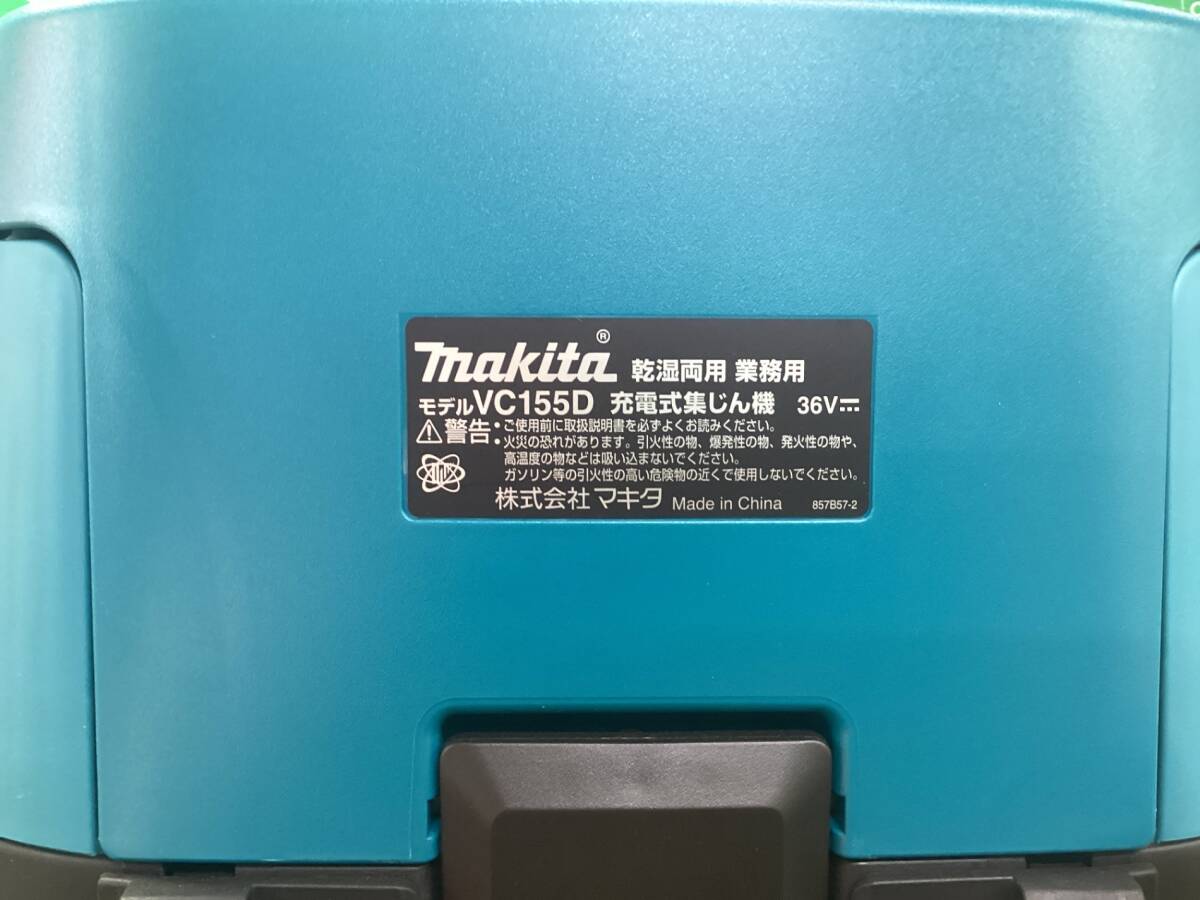 makita® 乾湿両用 業務用
モデルVC155D 充電式集じん機 36V⎓
⚠警告:・ご使用前に取扱説明書を必ずよくお読みください。
・火災の恐れがあります。引火性の物、爆発性の物、発火性の物や、
高温度の物などは吸い込まないでください。
ガソリン等の引火性の高い危険物の近くで使用しないでください。
株式会社 マキタ Made in China 857B57-2